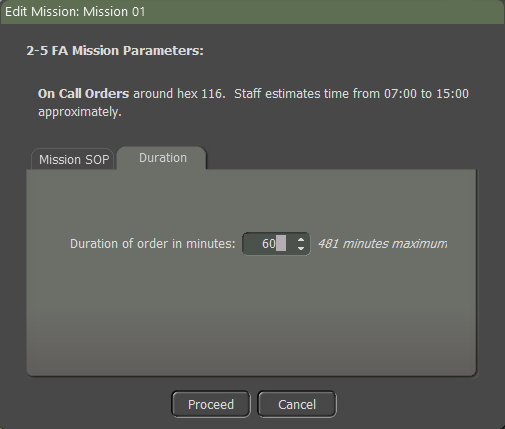 Edit Mission: Mission 01
2-5 FA Mission Parameters:
On Call Orders around hex 116. Staff estimates time from 07:00 to 15:00
approximately.
Mission SOP Duration
Duration of order in minutes: 60 481 minutes maximum
Proceed Cancel